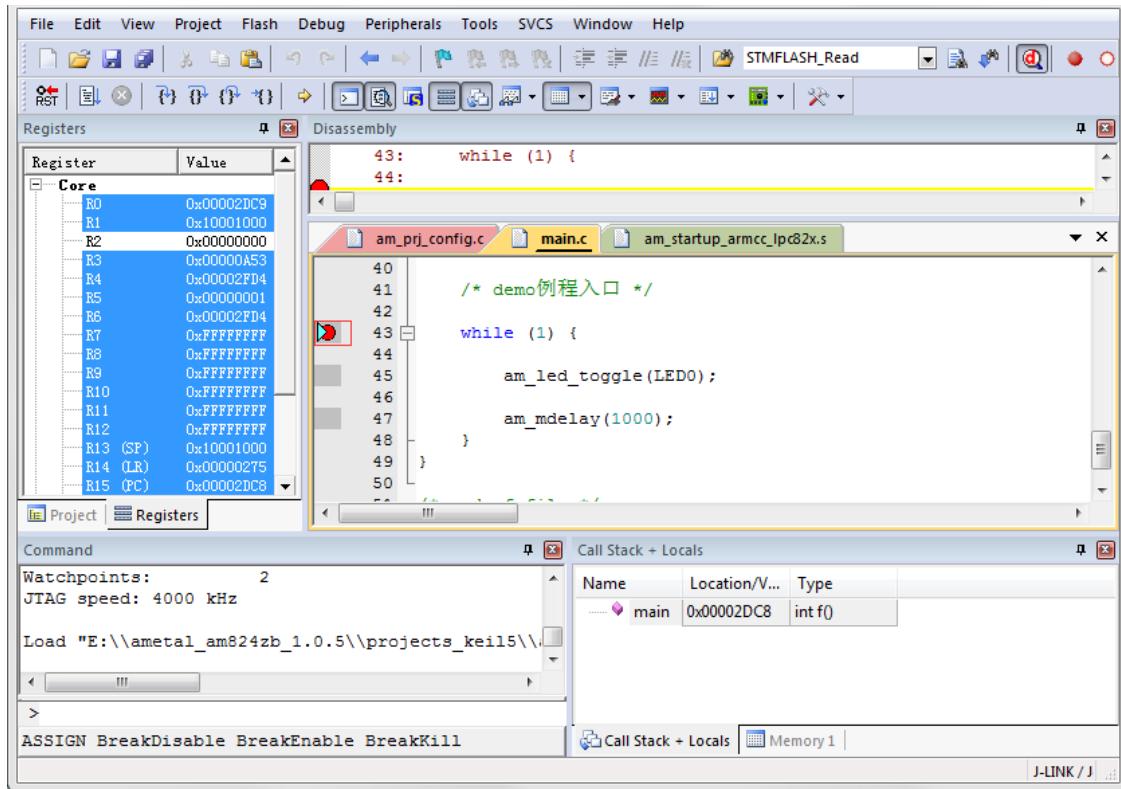 File Edit View Project Flash Debug Peripherals Tools SVCS Window Help
STMFLASH_Read
RST
Registers
Register Value
Core
R0 0x00002DC9
R1 0x10001000
R2 0x00000000
R3 0x00000A53
R4 0x00002FD4
R5 0x00000001
R6 0x00002FD4
R7 0xFFFFFFFF
R8 0xFFFFFFFF
R9 0xFFFFFFFF
R10 0xFFFFFFFF
R11 0xFFFFFFFF
R12 0xFFFFFFFF
R13 (SP) 0x10001000
R14 (LR) 0x00000275
R15 (PC) 0x00002DC8
Project Registers
Disassembly
43: while (1) {
44:
am_prj_config.c main.c am_startup_armcc_lpc82x.s
40
41 /* demo例程入口 */
42
43 while (1) {
44
45 am_led_toggle(LED0);
46
47 am_mdelay(1000);
48 }
49 }
50
Command
Watchpoints: 2
JTAG speed: 4000 kHz
Load "E:\\ametal_am824zb_1.0.5\\projects_keil5\\
>
ASSIGN BreakDisable BreakEnable BreakKill
Call Stack + Locals
Name Location/V... Type
main 0x00002DC8 int f()
Call Stack + Locals Memory 1
J-LINK / J